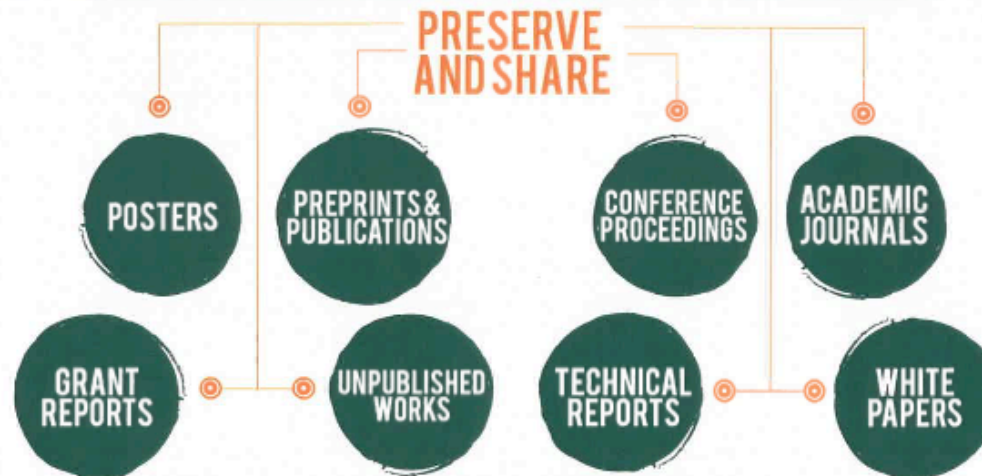 PRESERVE
AND SHARE
POSTERS
PREPRINTS &
PUBLICATIONS
CONFERENCE
PROCEEDINGS
ACADEMIC
JOURNALS
GRANT
REPORTS
UNPUBLISHED
WORKS
TECHNICAL
REPORTS
WHITE
PAPERS